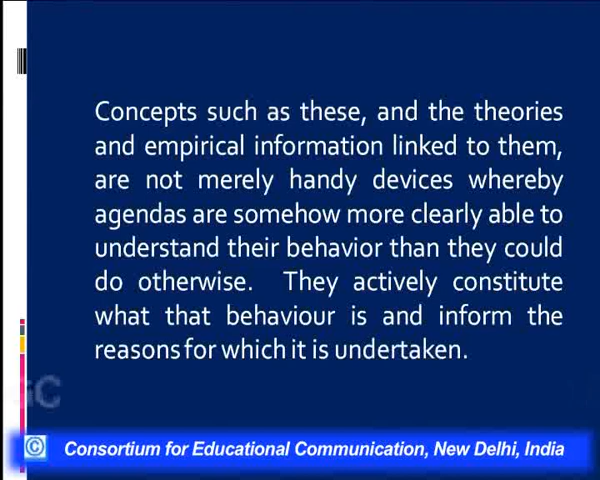 Concepts such as these, and the theories
and empirical information linked to them,
are not merely handy devices whereby
agendas are somehow more clearly able to
understand their behavior than they could
do otherwise. They actively constitute
what that behaviour is and inform the
reasons for which it is undertaken.
GC
© Consortium for Educational Communication, New Delhi, India